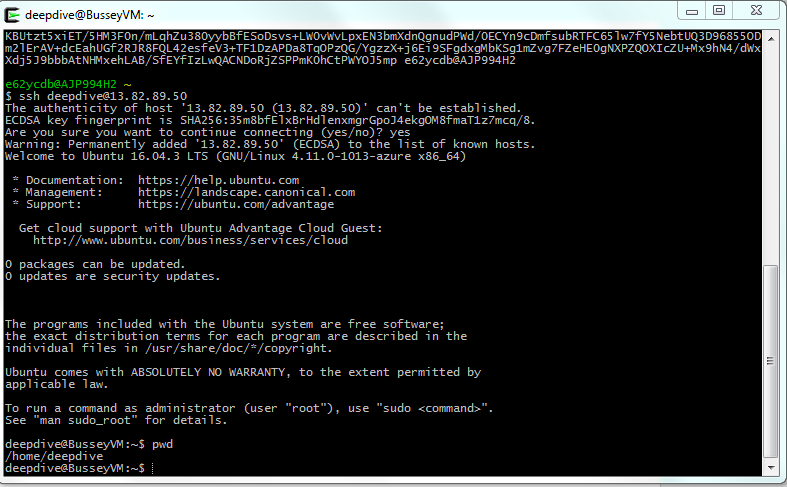 deepdive@BusseyVM: ~
KBUtzt5xiET/5HM3FOn/mLqhZu380yybBfESoDsvs+LWOvWvLpxEN3bmXdnQgnudPWd/OECYn9cDmfsubRTFC65lw7fY5NebtUQ3D96855OD
m2lErAV+dcEahUGf2RJR8FQL42esfeV3+TF1DzAPDa8TqOPzQG/YgzzX+j6Ei9SFgdxgMbKSg1mZvg7FZeHEOgNXPZQOXIcZU+Mx9hN4/dWx
Xdj5J9bbbAtNHMxehLAB/SfEYfIzLwQACNDoRjZSPPmKOhCtPWYOJ5mp e62ycdb@AJP994H2
e62ycdb@AJP994H2 ~
$ ssh deepdive@13.82.89.50
The authenticity of host '13.82.89.50 (13.82.89.50)' can't be established.
ECDSA key fingerprint is SHA256:35m8bfElxBrHdlenxmgrGpoJ4ekgOM8fmaT1z7mcq/8.
Are you sure you want to continue connecting (yes/no)? yes
Warning: Permanently added '13.82.89.50' (ECDSA) to the list of known hosts.
Welcome to Ubuntu 16.04.3 LTS (GNU/Linux 4.11.0-1013-azure x86_64)
* Documentation:  https://help.ubuntu.com
* Management:     https://landscape.canonical.com
* Support:        https://ubuntu.com/advantage
Get cloud support with Ubuntu Advantage Cloud Guest:
http://www.ubuntu.com/business/services/cloud
0 packages can be updated.
0 updates are security updates.
The programs included with the Ubuntu system are free software;
the exact distribution terms for each program are described in the
individual files in /usr/share/doc/*/copyright.
Ubuntu comes with ABSOLUTELY NO WARRANTY, to the extent permitted by
applicable law.
To run a command as administrator (user "root"), use "sudo <command>".
See "man sudo_root" for details.
deepdive@BusseyVM:~$ pwd
/home/deepdive
deepdive@BusseyVM:~$